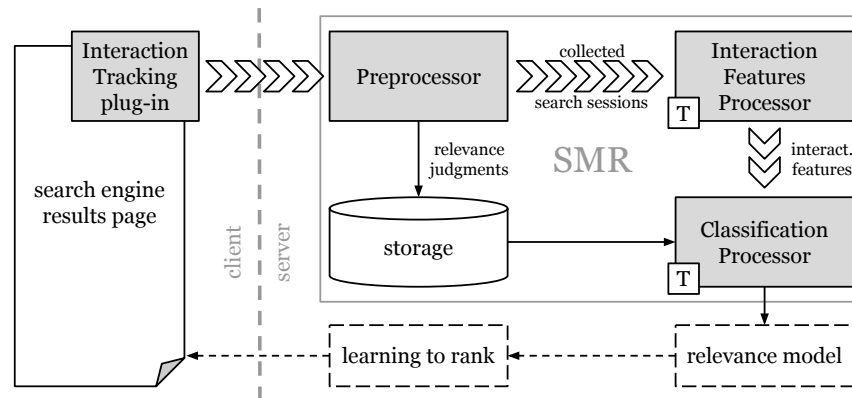 Interaction
Tracking
plug-in
Preprocessor
collected
search sessions
Interaction
Features
Processor
T
relevance
judgments
SMR
interact.
features
search engine
results page
client
server
storage
Classification
Processor
T
learning to rank
relevance model